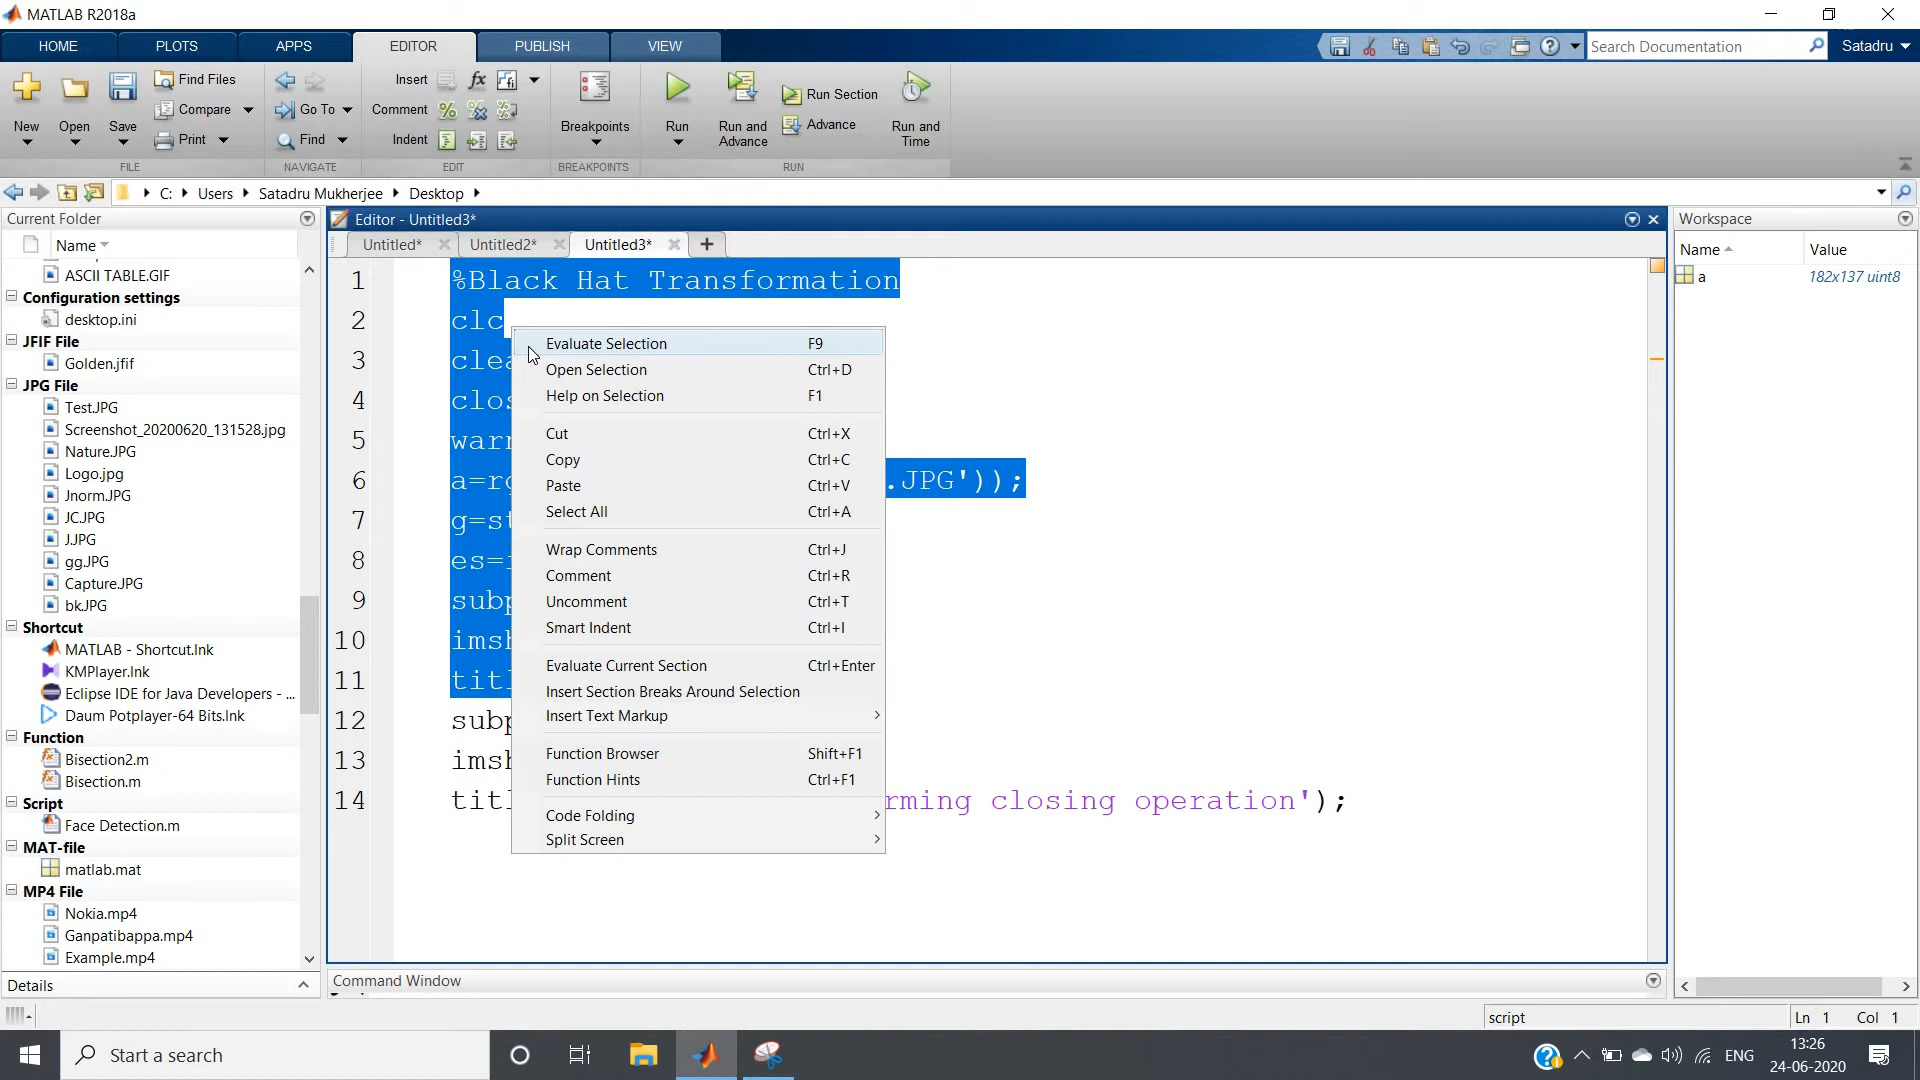 MATLAB R2018a
HOME PLOTS APPS EDITOR PUBLISH VIEW
Search Documentation
Satadru
New
Open
Save
Find Files
Compare
Print
FILE
Go To
Find
NAVIGATE
Insert
Comment
Indent
EDIT
Breakpoints
BREAKPOINTS
Run
Run and
Advance
Run Section
Advance
Run and
Time
RUN
C: Users Satadru Mukherjee Desktop
Current Folder
Name
ASCII TABLE.GIF
Configuration settings
desktop.ini
JFIF File
Golden.jfif
JPG File
Test.JPG
Screenshot_20200620_131528.jpg
Nature.JPG
Logo.jpg
Jnorm.JPG
JC.JPG
J.JPG
gg.JPG
Capture.JPG
bk.JPG
Shortcut
MATLAB - Shortcut.lnk
KMPlayer.lnk
Eclipse IDE for Java Developers - ...
Daum Potplayer-64 Bits.lnk
Function
Bisection2.m
Bisection.m
Script
Face Detection.m
MAT-file
matlab.mat
MP4 File
Nokia.mp4
Ganpatibappa.mp4
Example.mp4
Details
Editor - Untitled3*
Untitled* Untitled2* Untitled3*
1 %Black Hat Transformation
2 clc
3 clea
4 clos
5 warn
6 a=rg .JPG'));
7 g=st
8 es=i
9 subp
10 imsh
11 titl
12 subp
13 imsh
14 titl rming closing operation');
Evaluate Selection F9
Open Selection Ctrl+D
Help on Selection F1
Cut Ctrl+X
Copy Ctrl+C
Paste Ctrl+V
Select All Ctrl+A
Wrap Comments Ctrl+J
Comment Ctrl+R
Uncomment Ctrl+T
Smart Indent Ctrl+I
Evaluate Current Section Ctrl+Enter
Insert Section Breaks Around Selection
Insert Text Markup
Function Browser Shift+F1
Function Hints Ctrl+F1
Code Folding
Split Screen
Command Window
Workspace
Name Value
a 182x137 uint8
script
Ln 1 Col 1
Start a search
ENG
13:26
24-06-2020